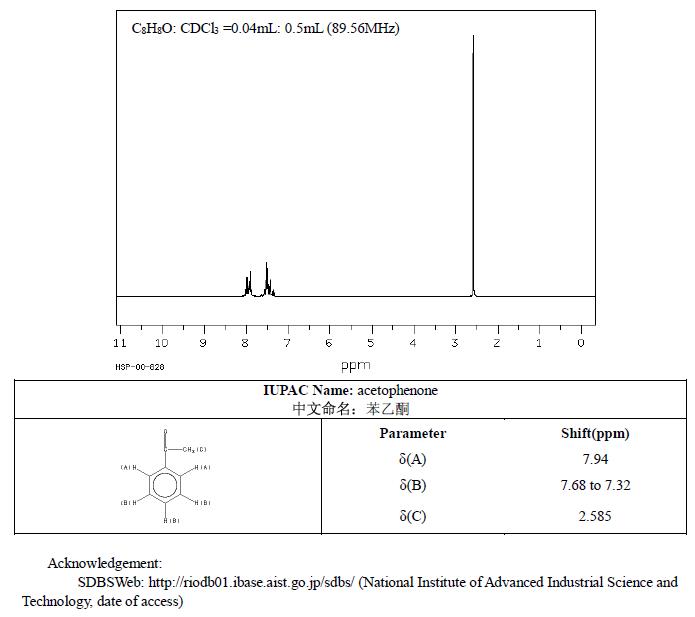 C₈H₈O: CDCl₃ =0.04mL: 0.5mL (89.56MHz)
11 10 9 8 7 6 5 4 3 2 1 0
HSP-00-628
ppm
IUPAC Name: acetophenone
中文命名：苯乙酮
O
C CH₃(C)
(A)H H(A)
(B)H H(B)
H(B)
Parameter Shift(ppm)
δ(A) 7.94
δ(B) 7.68 to 7.32
δ(C) 2.585
Acknowledgement:
SDBSWeb: http://riodb01.ibase.aist.go.jp/sdbs/ (National Institute of Advanced Industrial Science and
Technology, date of access)